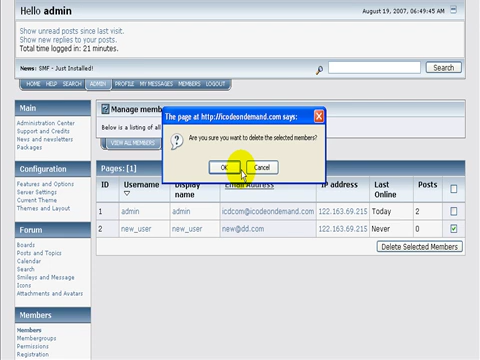 Hello admin
August 19, 2007, 06:49:45 AM
Show unread posts since last visit.
Show new replies to your posts.
Total time logged in: 21 minutes.
News: SMF - Just Installed!
Search
HOME HELP SEARCH ADMIN PROFILE MY MESSAGES MEMBERS LOGOUT
Main
Administration Center
Support and Credits
News and newsletters
Packages
Configuration
Features and Options
Server Settings
Current Theme
Themes and Layout
Forum
Boards
Posts and Topics
Calendar
Search
Smileys and Message
Icons
Attachments and Avatars
Members
Members
Membergroups
Permissions
Registration
Manage mem
Below is a listing of all
VIEW ALL MEMBERS
The page at http://icodeondemand.com says:
Are you sure you want to delete the selected members?
OK Cancel
Pages: [1]
ID Username Display name Email Address IP address Last Online Posts
1 admin admin icdcom@icodeondemand.com 122.163.69.215 Today 2
2 new_user new_user new@dd.com 122.163.69.215 Never 0
Delete Selected Members